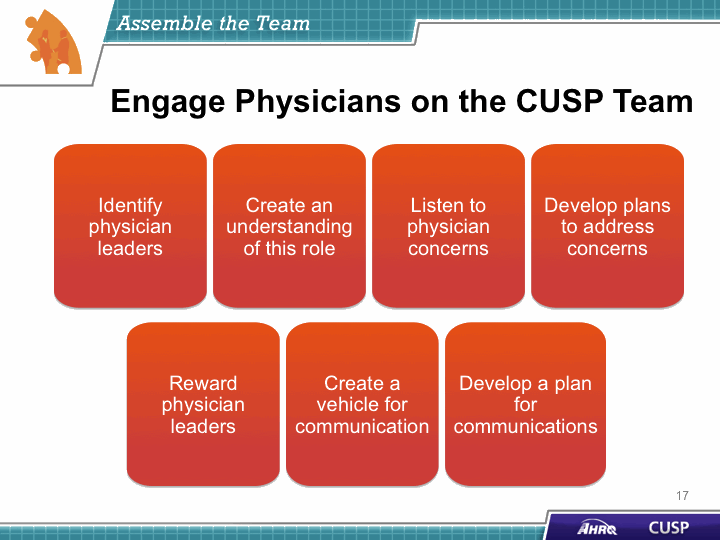 Assemble the Team
Engage Physicians on the CUSP Team
Identify
physician
leaders
Create an
understanding
of this role
Listen to
physician
concerns
Develop plans
to address
concerns
Reward
physician
leaders
Create a
vehicle for
communication
Develop a plan
for
communications
17
AHRQ
CUSP